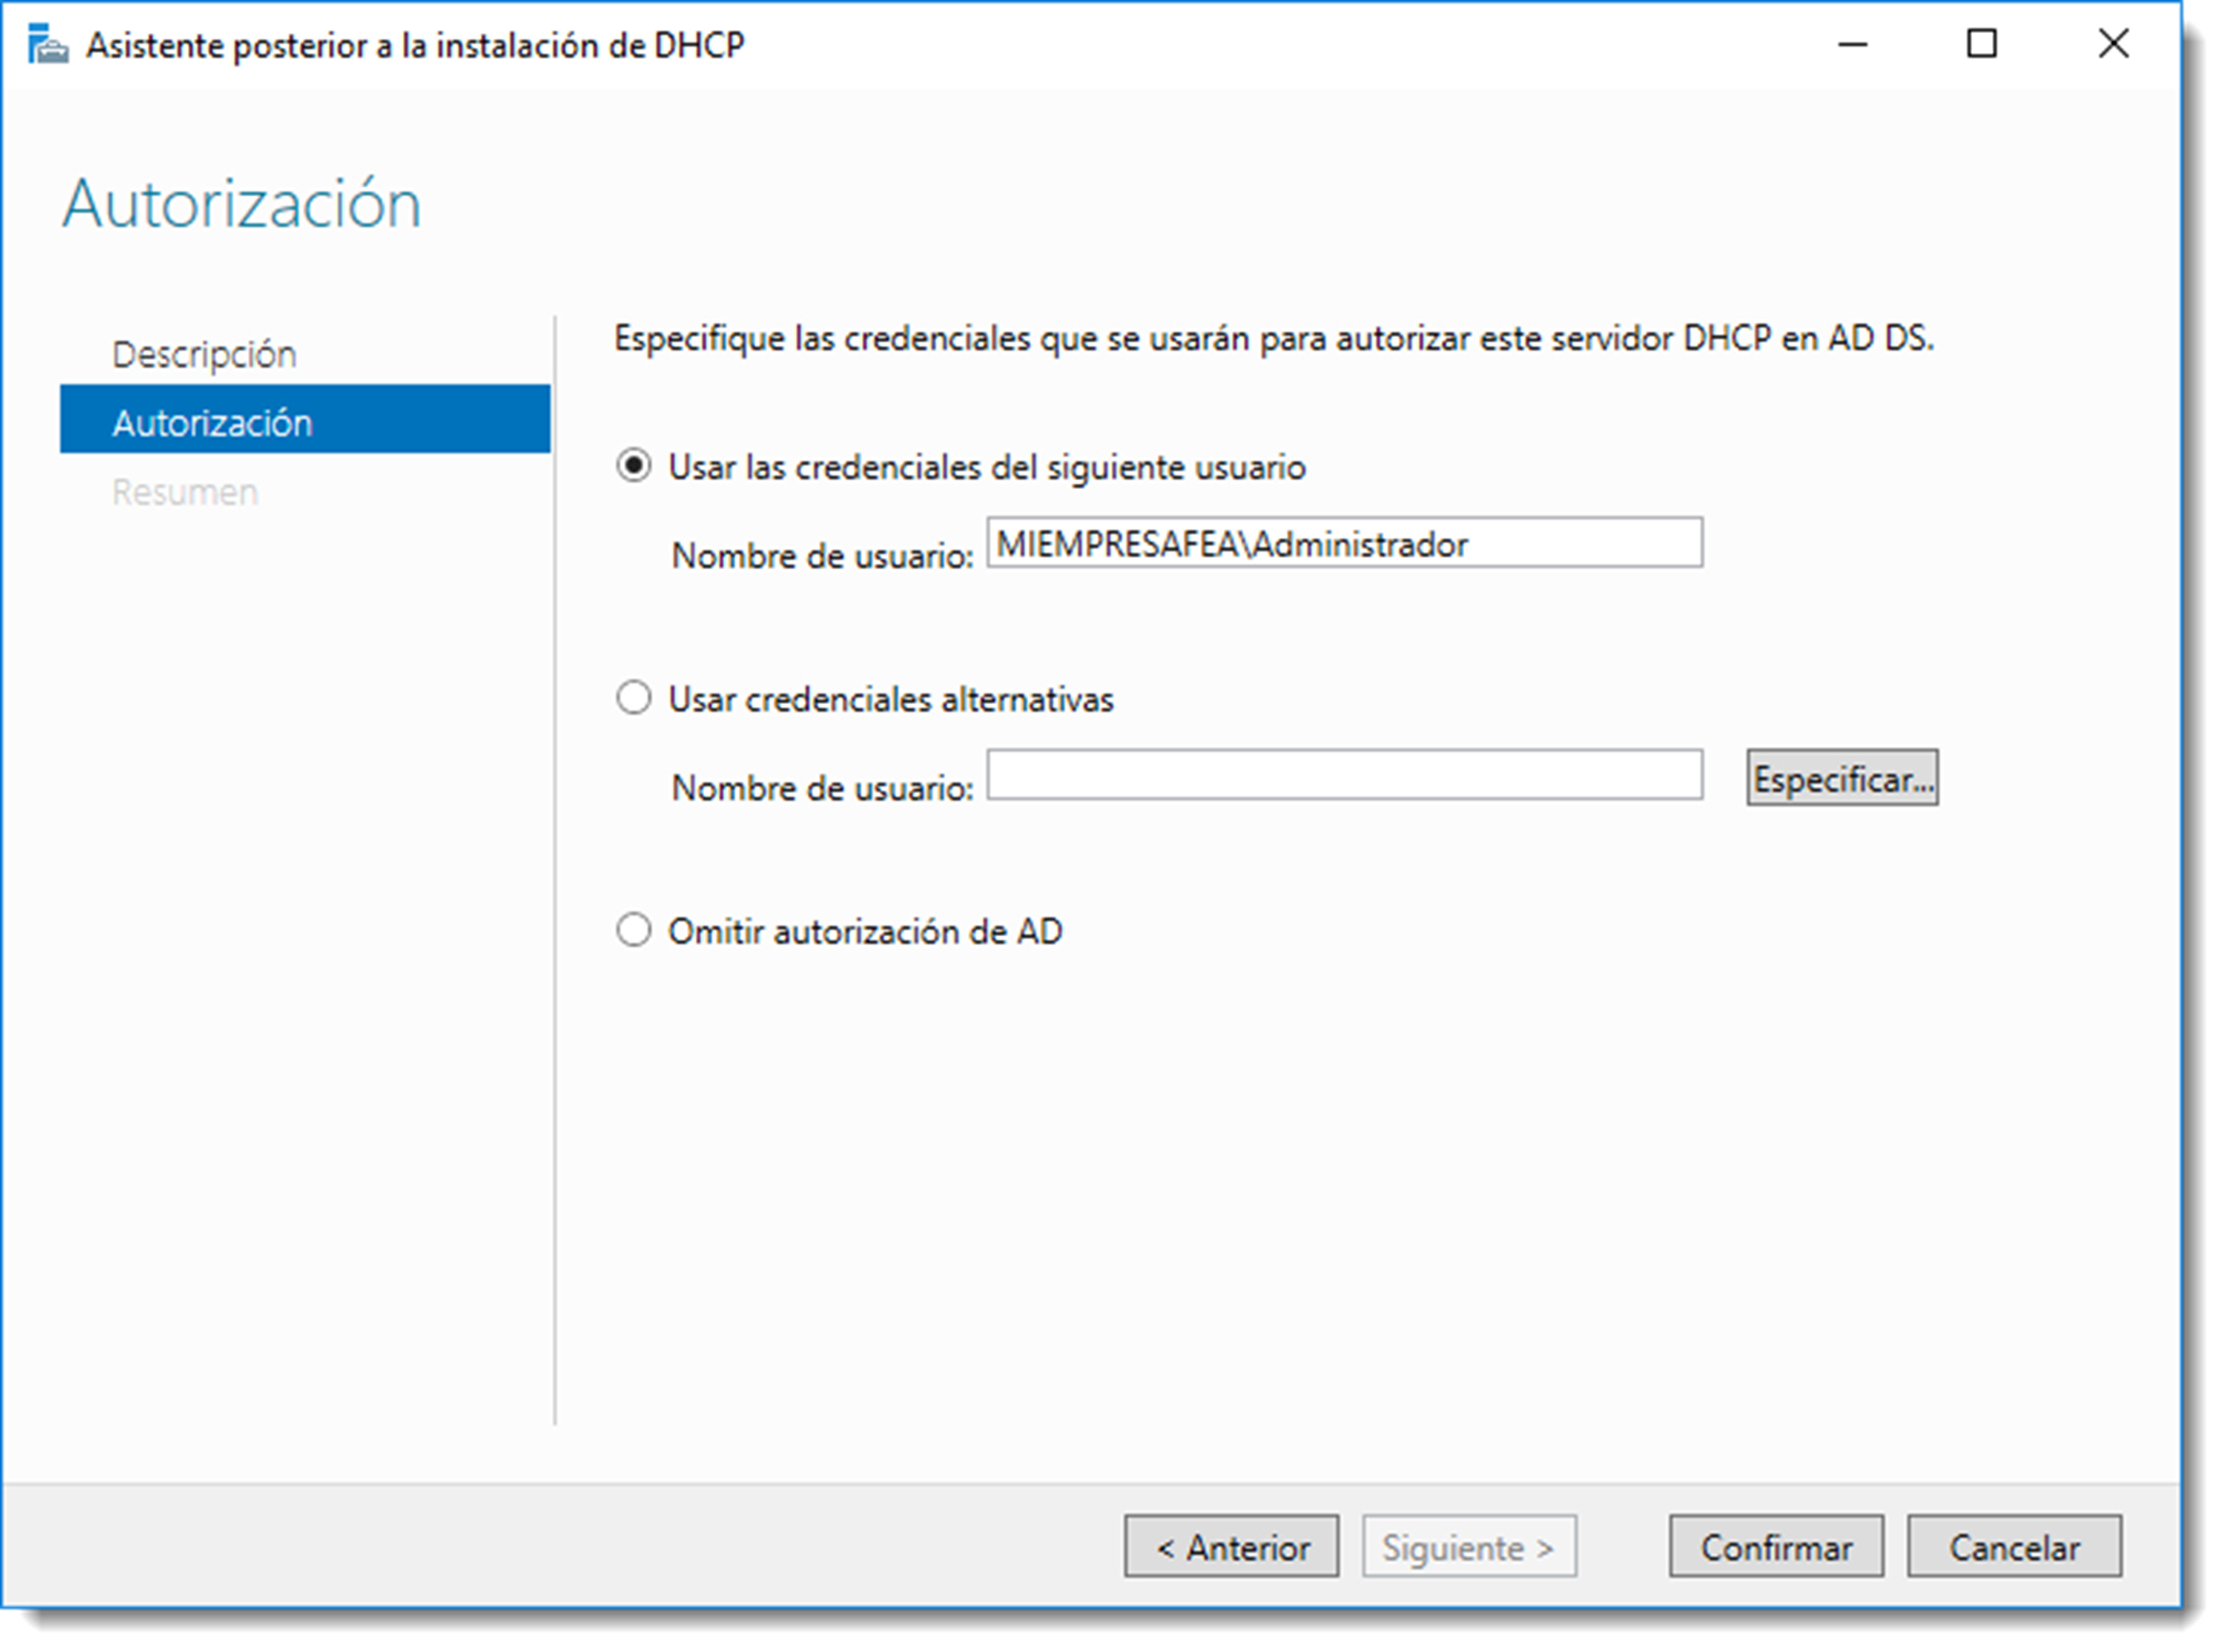 Asistente posterior a la instalación de DHCP
Autorización
Descripción
Autorización
Resumen
Especifique las credenciales que se usarán para autorizar este servidor DHCP en AD DS.
Usar las credenciales del siguiente usuario
Nombre de usuario: MIEMPRESAFEA\Administrador
Usar credenciales alternativas
Nombre de usuario: Especificar...
Omitir autorización de AD
< Anterior Siguiente > Confirmar Cancelar